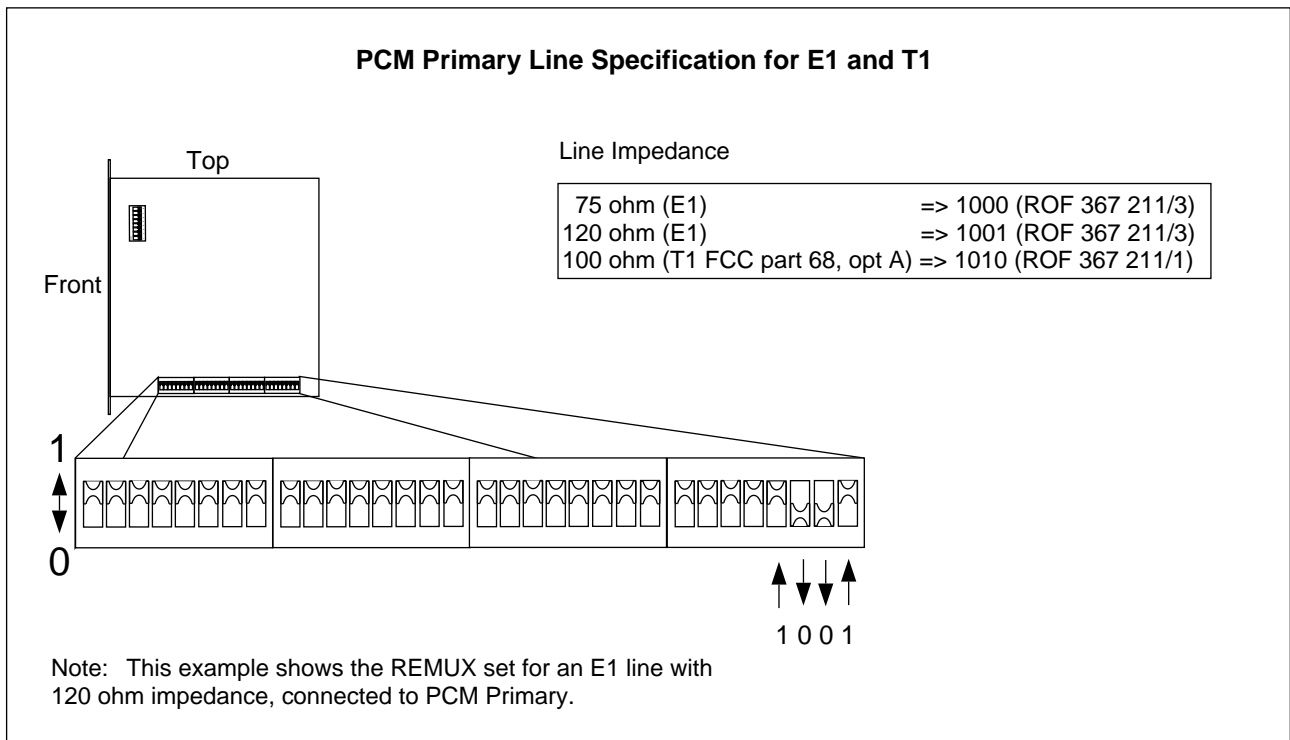 PCM Primary Line Specification for E1 and T1
Top
Line Impedance
75 ohm (E1) => 1000 (ROF 367 211/3)
120 ohm (E1) => 1001 (ROF 367 211/3)
100 ohm (T1 FCC part 68, opt A) => 1010 (ROF 367 211/1)
Front
1
0
1 0 0 1
Note: This example shows the REMUX set for an E1 line with
120 ohm impedance, connected to PCM Primary.